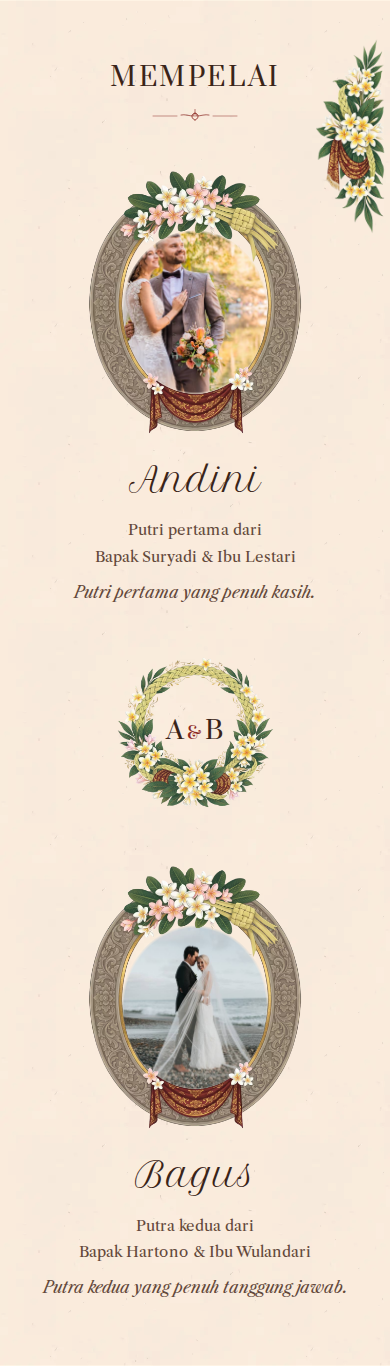 MEMPELAI
Andini
Putri pertama dari
Bapak Suryadi & Ibu Lestari
Putri pertama yang penuh kasih.
A&B
Bagus
Putra kedua dari
Bapak Hartono & Ibu Wulandari
Putra kedua yang penuh tanggung jawab.